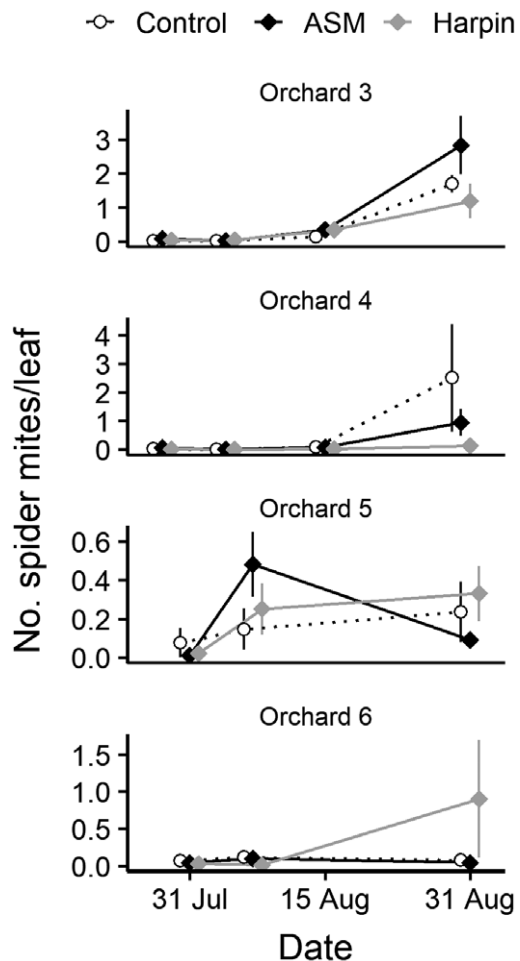 Control ASM Harpin
Orchard 3
3
2
1
0
Orchard 4
4
3
2
1
0
Orchard 5
0.6
0.4
0.2
0.0
Orchard 6
1.5
1.0
0.5
0.0
No. spider mites/leaf
31 Jul 15 Aug 31 Aug
Date